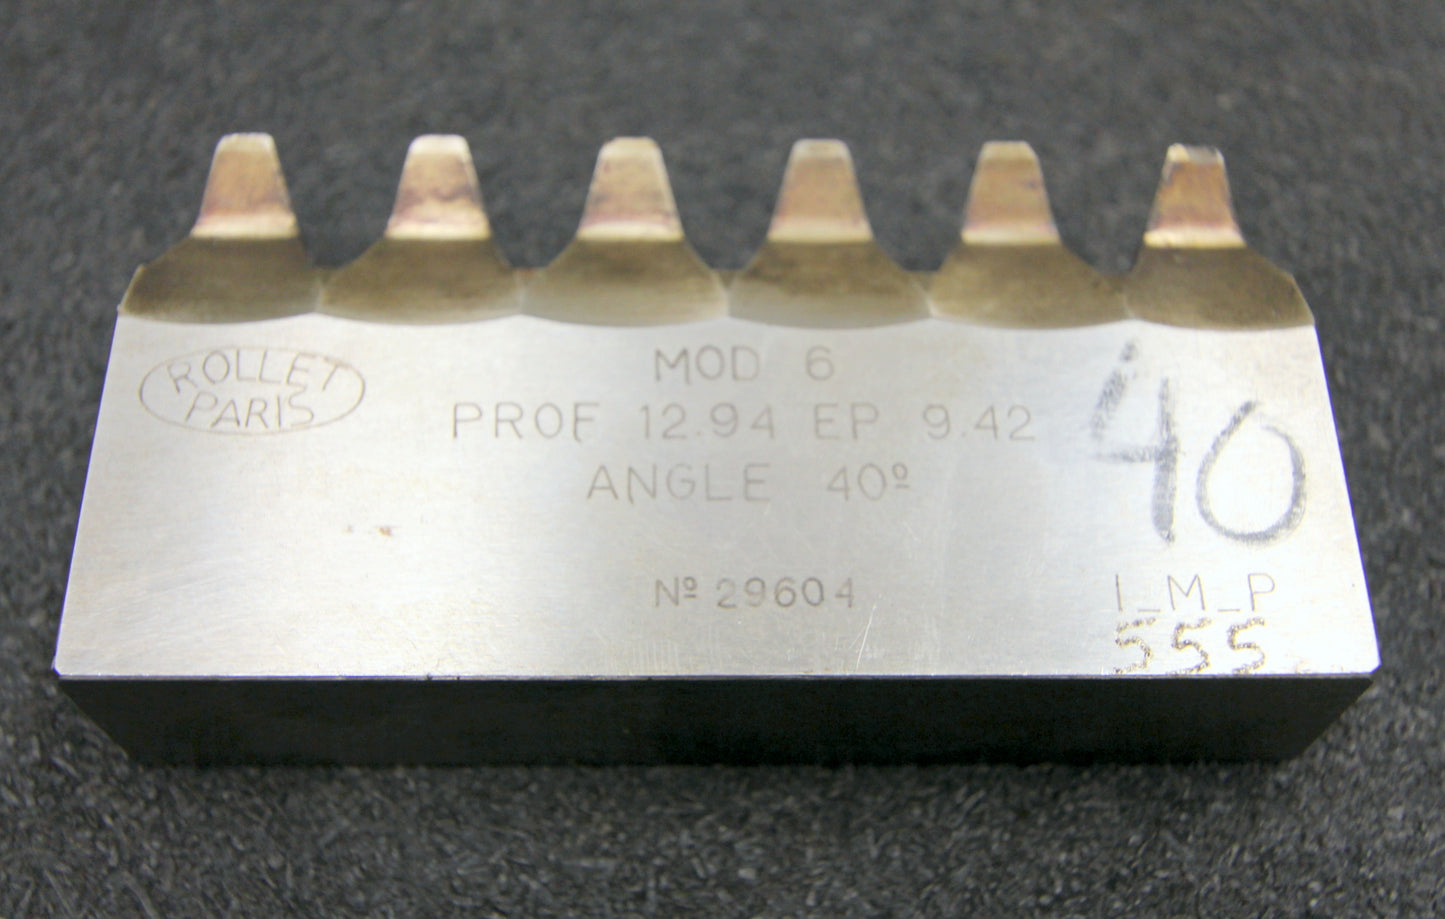 ROLLET
PARIS
MOD 6
PROF 12.94 EP 9.42
ANGLE 40º
40
Nº 29604
I_M_P
555